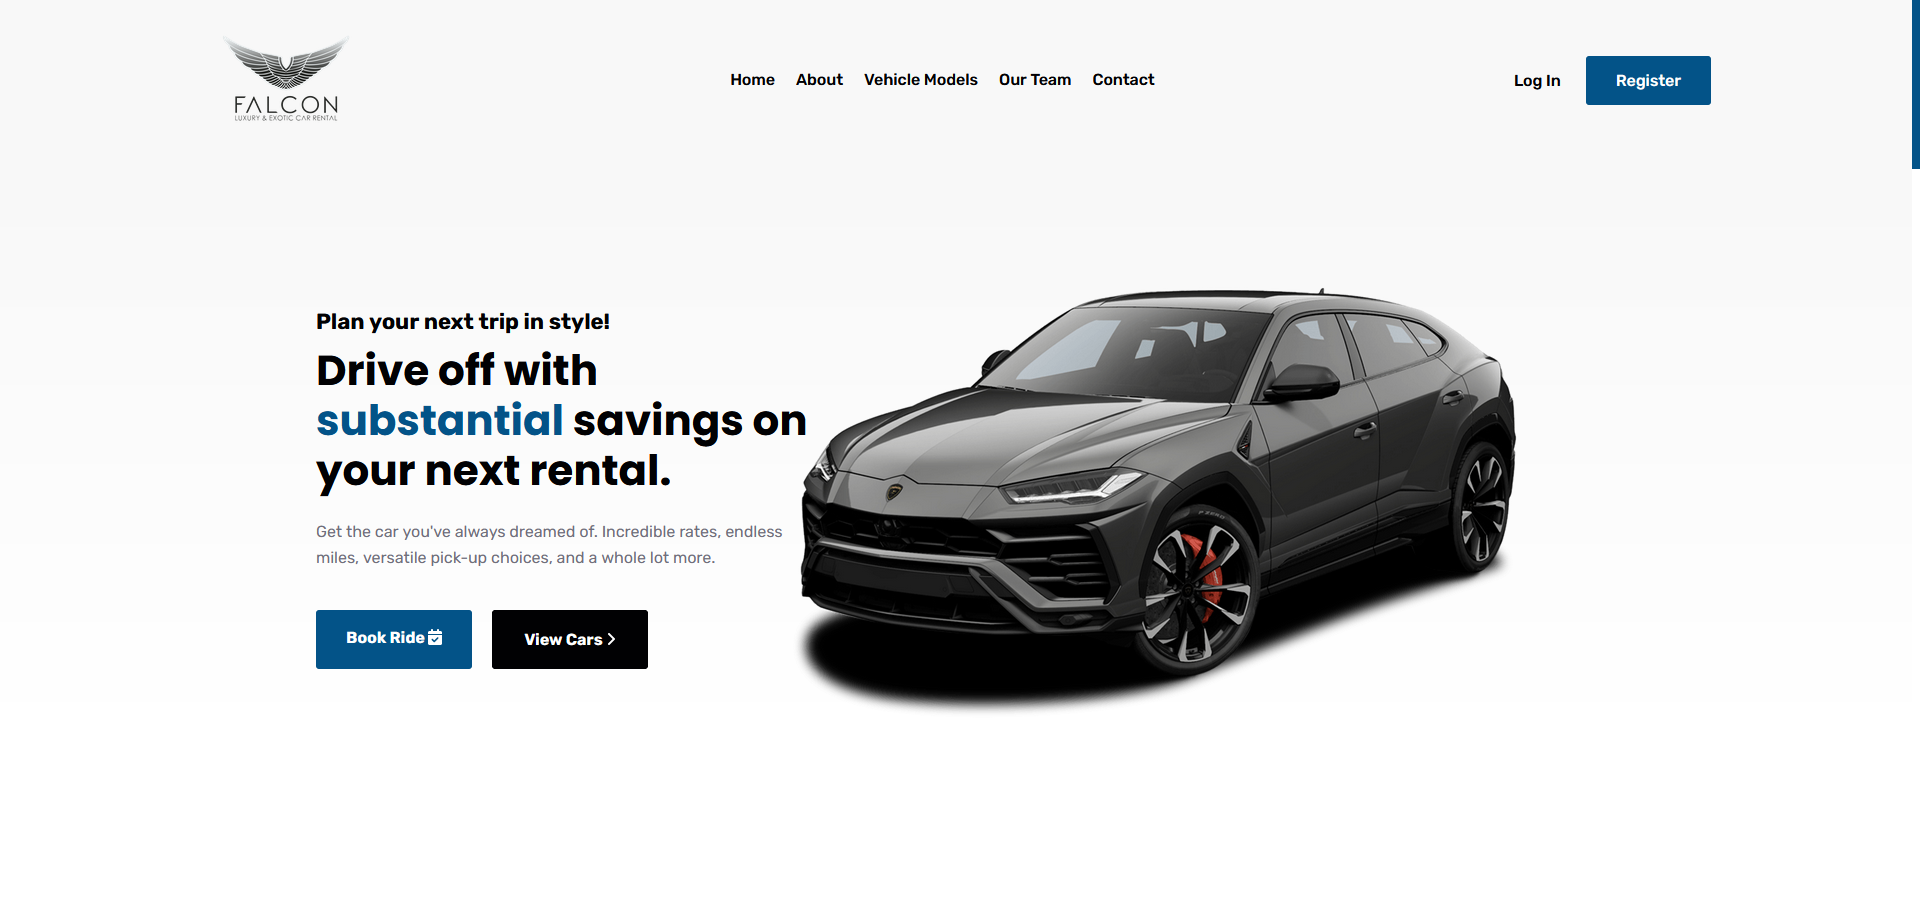 FALCON
LUXURY & EXOTIC CAR RENTAL
Home About Vehicle Models Our Team Contact
Log In Register
Plan your next trip in style!
Drive off with
substantial savings on
your next rental.
Get the car you've always dreamed of. Incredible rates, endless
miles, versatile pick-up choices, and a whole lot more.
Book Ride View Cars
P ZERO